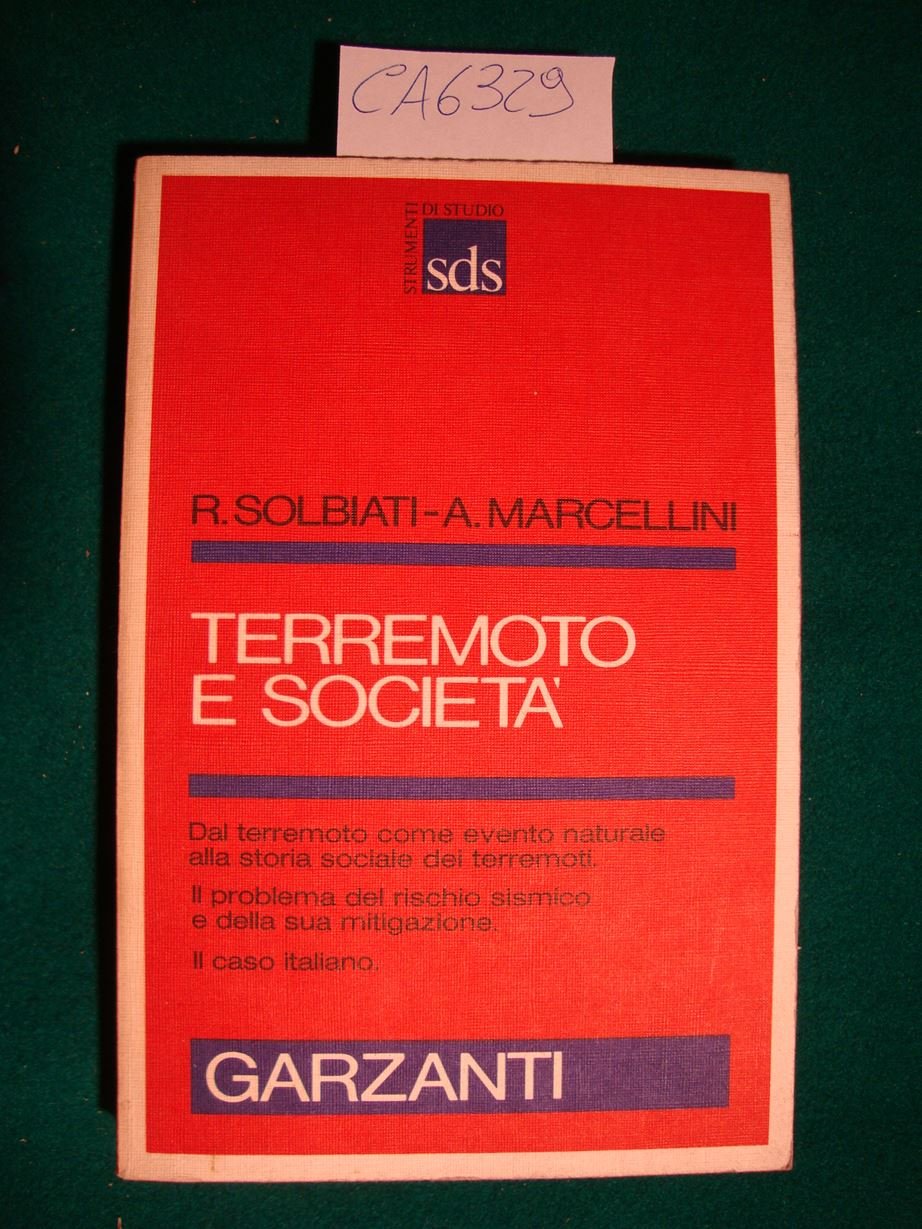 CA6329
STRUMENTI
DI STUDIO
sds
R. SOLBIATI-A. MARCELLINI
TERREMOTO
E SOCIETA'
Dal terremoto come evento naturale
alla storia sociale dei terremoti.
Il problema del rischio sismico
e della sua mitigazione.
Il caso italiano.
GARZANTI